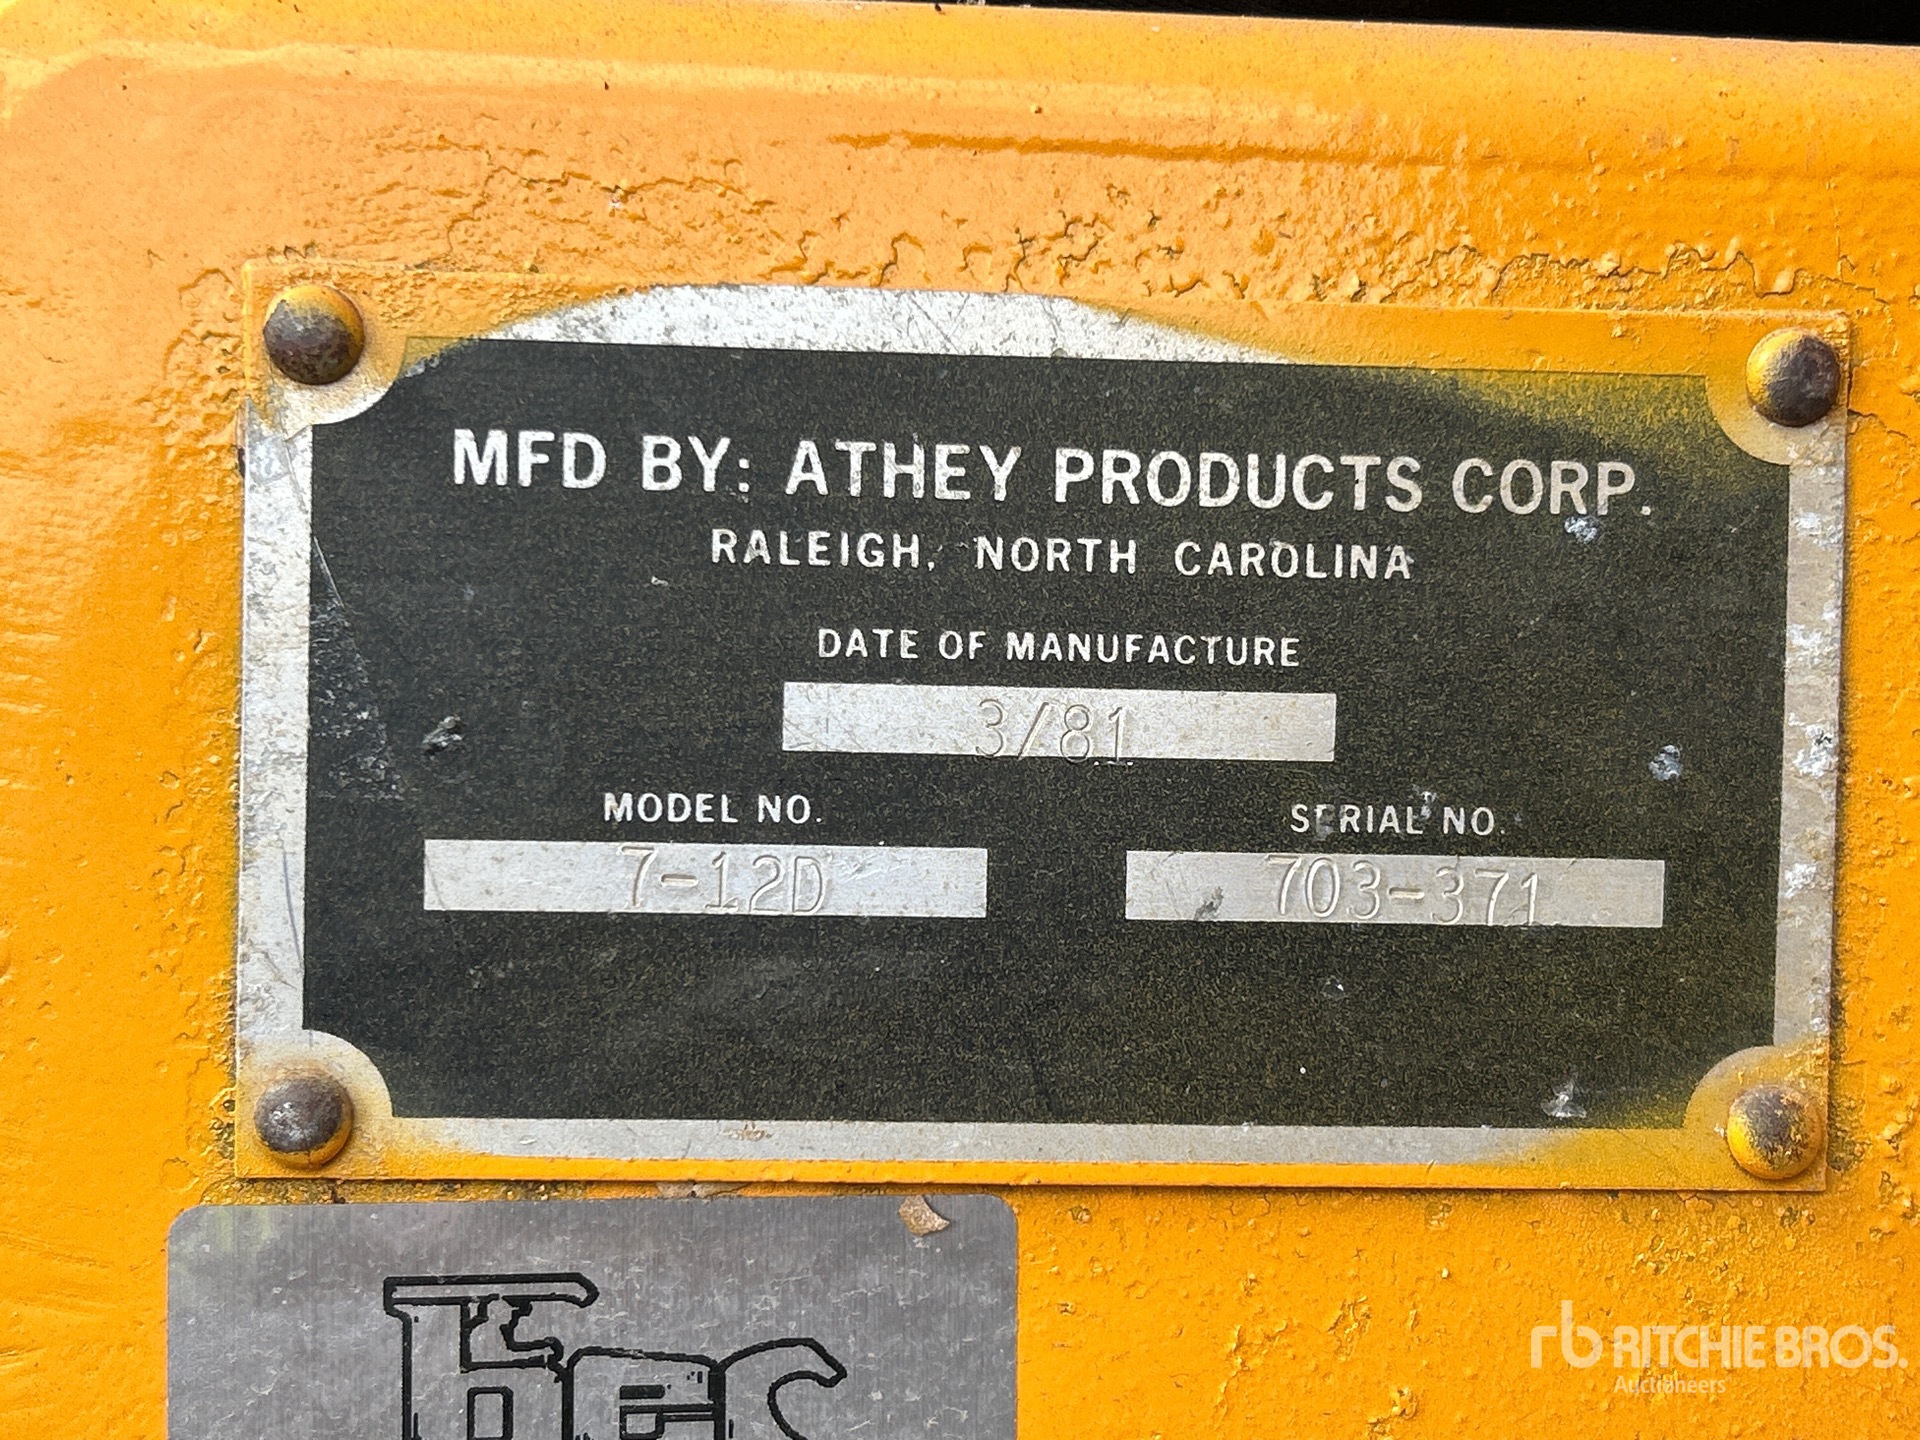 MFD BY: ATHEY PRODUCTS CORP.
RALEIGH, NORTH CAROLINA
DATE OF MANUFACTURE
3/81
MODEL NO.
SERIAL NO.
7-12D
703-371
rb RITCHIE BROS.
Auctioneers